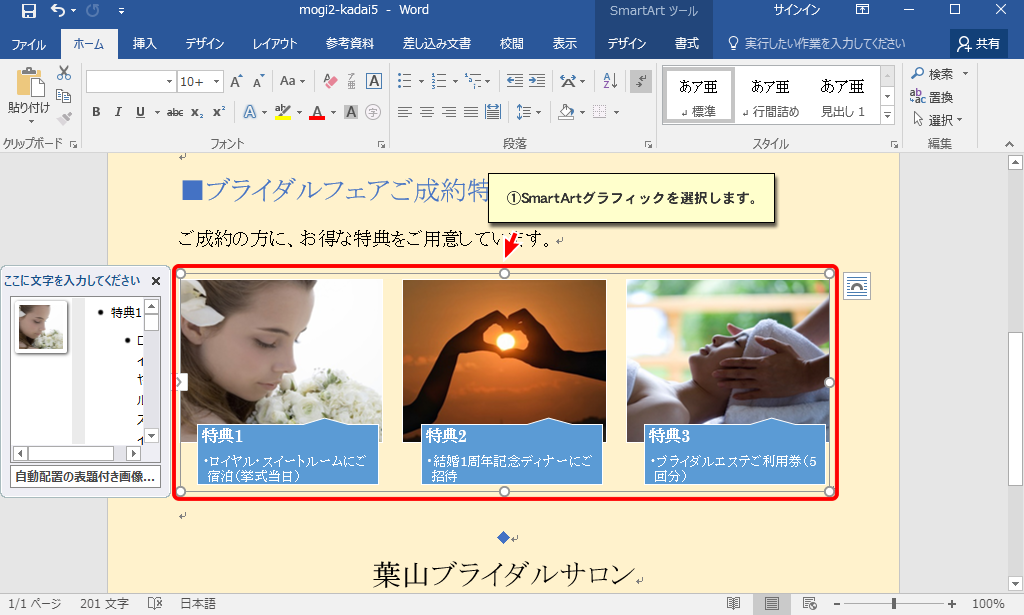 mogi2-kadai5 - Word
SmartArt ツール
サインイン
ファイル
ホーム
挿入
デザイン
レイアウト
参考資料
差し込み文書
校閲
表示
デザイン
書式
実行したい作業を入力してください
共有
貼り付け
10+
Aa
B I U abc x₂ x²
A
字
あア亜
↲標準
あア亜
↲行間詰め
あア亜
見出し 1
検索
置換
選択
クリップボード
フォント
段落
スタイル
編集
■ブライダルフェアご成約特
①SmartArtグラフィックを選択します。
ご成約の方に、お得な特典をご用意しています。
ここに文字を入力してください
• 特典1
自動配置の表題付き画像...
特典1
・ロイヤル・スイートルームにご
宿泊(挙式当日)
特典2
・結婚1周年記念ディナーにご
招待
特典3
・ブライダルエステご利用券(5
回分)
◆
葉山ブライダルサロン
1/1 ページ
201 文字
日本語
100%